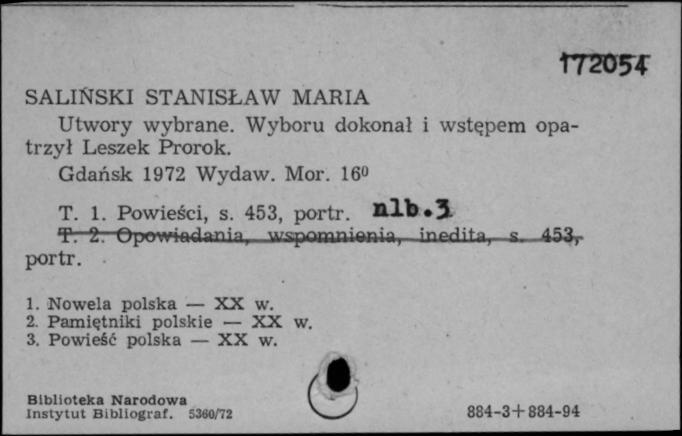 172054
SALIŃSKI STANISŁAW MARIA
Utwory wybrane. Wyboru dokonał i wstępem opa-
trzył Leszek Prorok.
Gdańsk 1972 Wydaw. Mor. 16⁰
T. 1. Powieści, s. 453, portr. nlb.3
T. 2. Opowiadania, wspomnienia, inedita, s. 453,
portr.
1. Nowela polska — XX w.
2. Pamiętniki polskie — XX w.
3. Powieść polska — XX w.
Biblioteka Narodowa
Instytut Bibliograf. 5360/72
884-3+884-94